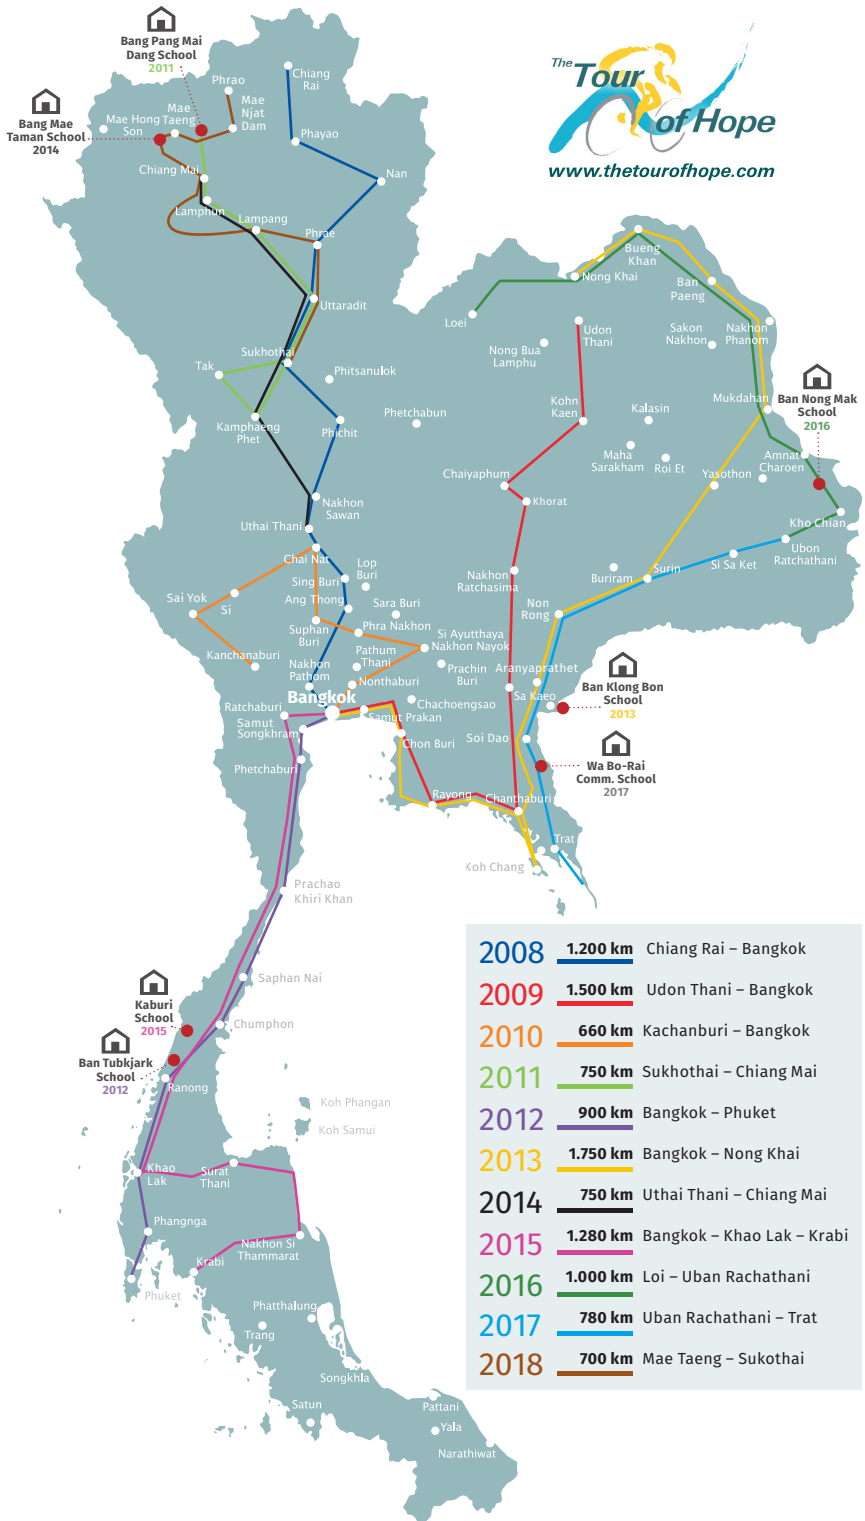 The
Tour
of Hope
www.thetourofhope.com
Bang Pang Mai
Dang School
2011
Bang Mae
Taman School
2014
Chiang
Rai
Phrao
Mae
Njat
Dam
Mae
Taeng
Mae Hong
Son
Phayao
Nan
Chiang Mai
Lamphun
Lampang
Phrae
Uttaradit
Sukhothai
Tak
Phitsanulok
Kamphaeng
Phet
Phichit
Phetchabun
Bueng
Khan
Nong Khai
Ban
Paeng
Loei
Udon
Thani
Nong Bua
Lamphu
Sakon
Nakhon
Nakhon
Phanom
Ban Nong Mak
School
2016
Mukdahan
Kohn
Kaen
Kalasin
Maha
Sarakham
Roi Et
Amnat
Charoen
Yasothon
Chaiyaphum
Khorat
Kho Chian
Nakhon
Sawan
Uthai Thani
Chai Nat
Lop
Buri
Sing Buri
Ang Thong
Sai Yok
Si
Sara Buri
Suphan
Buri
Phra Nakhon
Si Ayutthaya
Nakhon Nayok
Kanchanaburi
Nakhon
Pathom
Pathum
Thani
Nonthaburi
Prachin
Buri
Nakhon
Ratchasima
Buriram
Surin
Si Sa Ket
Ubon
Ratchathani
Non
Rong
Aranyaprathet
Sa Kaeo
Ban Klong Bon
School
2013
Bangkok
Ratchaburi
Samut
Songkhram
Samut Prakan
Chachoengsao
Chon Buri
Soi Dao
Wa Bo-Rai
Comm. School
2017
Phetchaburi
Rayong
Chanthaburi
Trat
Koh Chang
Prachao
Khiri Khan
Saphan Nai
Kaburi
School
2015
Chumphon
Ban Tubkjark
School
2012
Ranong
Koh Phangan
Koh Samui
Khao
Lak
Surat
Thani
Phangnga
Nakhon Si
Thammarat
Krabi
Phuket
Phatthalung
Trang
Songkhla
Satun
Pattani
Yala
Narathiwat
2008 1.200 km Chiang Rai – Bangkok
2009 1.500 km Udon Thani – Bangkok
2010 660 km Kachanburi – Bangkok
2011 750 km Sukhothai – Chiang Mai
2012 900 km Bangkok – Phuket
2013 1.750 km Bangkok – Nong Khai
2014 750 km Uthai Thani – Chiang Mai
2015 1.280 km Bangkok – Khao Lak – Krabi
2016 1.000 km Loi – Uban Rachathani
2017 780 km Uban Rachathani – Trat
2018 700 km Mae Taeng – Sukothai